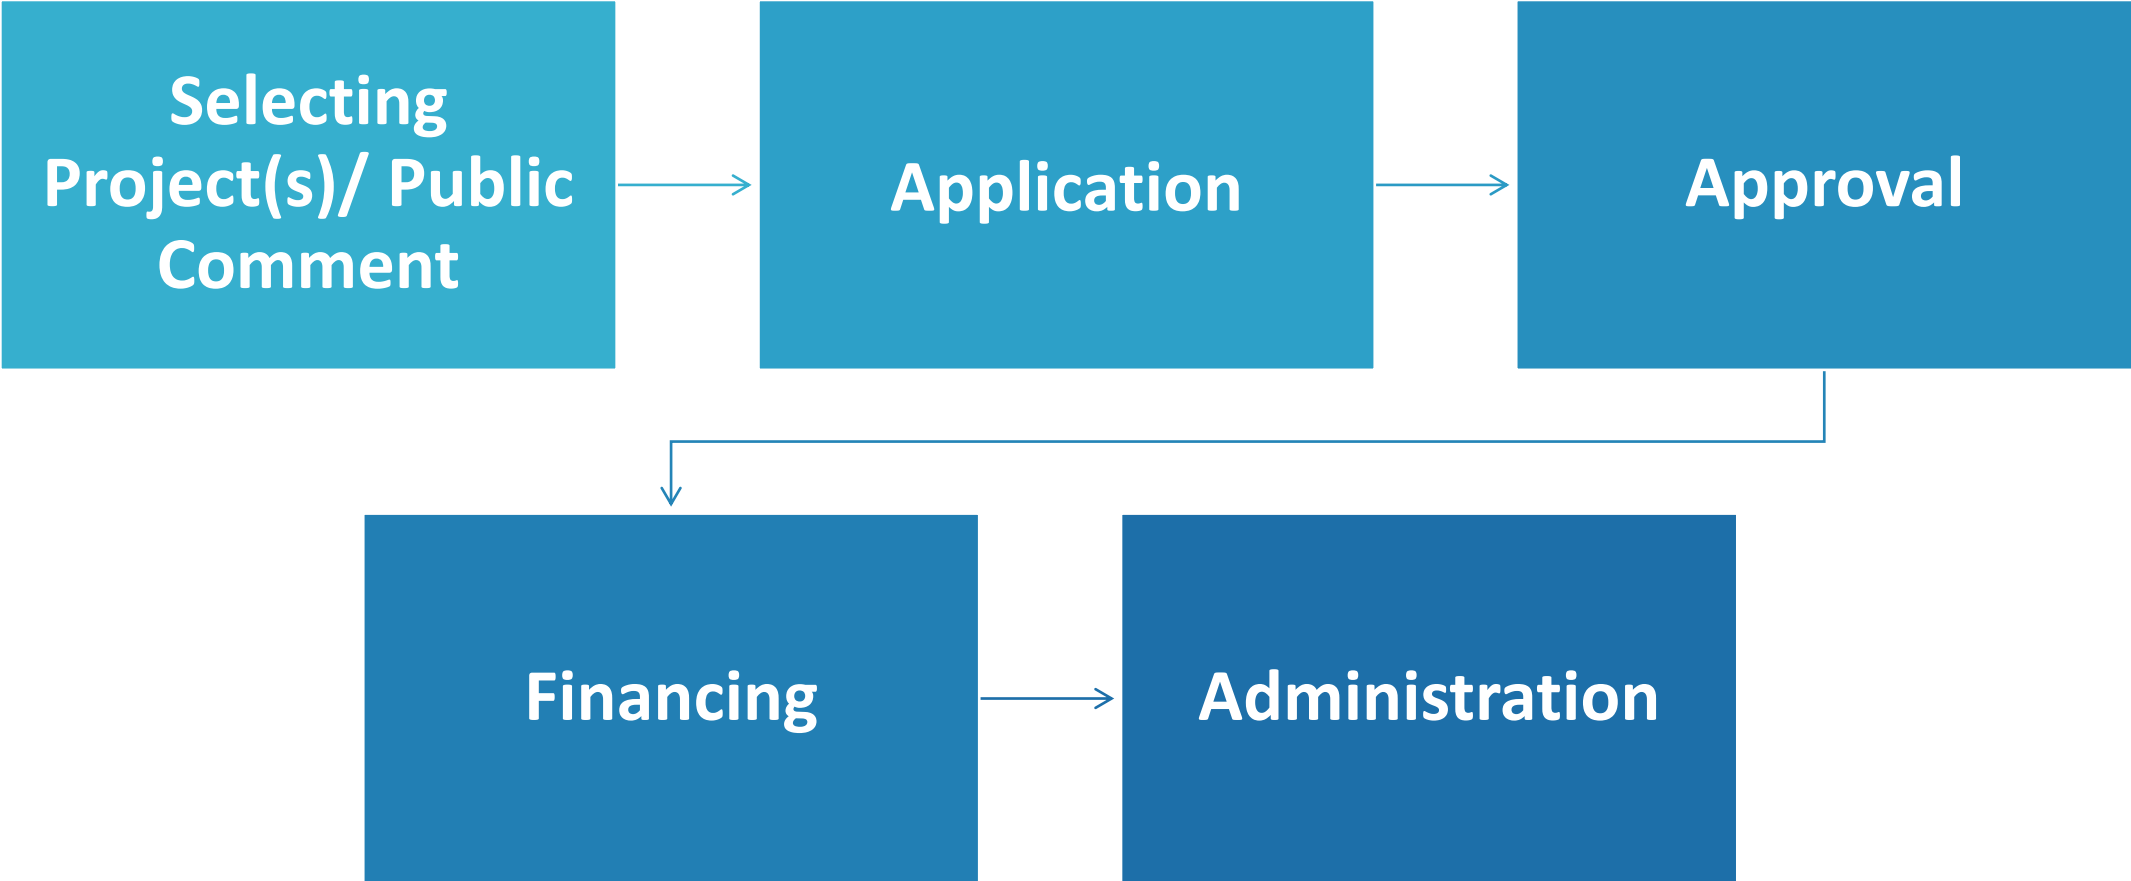 Selecting
Project(s)/ Public
Comment
Application
Approval
Financing
Administration